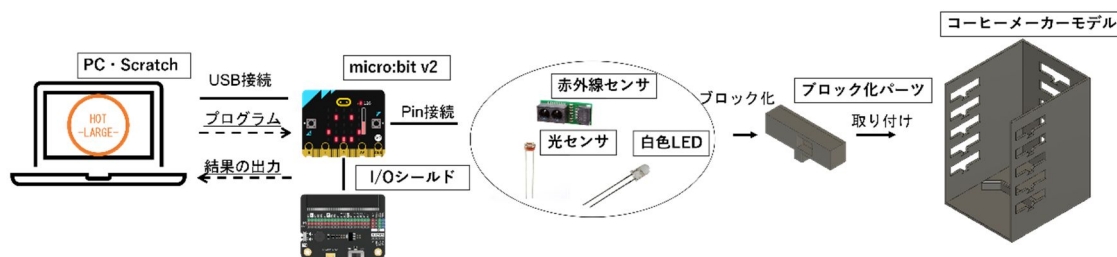 コーヒーメーカーモデル
PC・Scratch
USB接続
micro:bit v2
赤外線センサ
ブロック化
ブロック化パーツ
HOT
-LARGE-
プログラム
Pin接続
取り付け
光センサ
白色LED
結果の出力
I/Oシールド